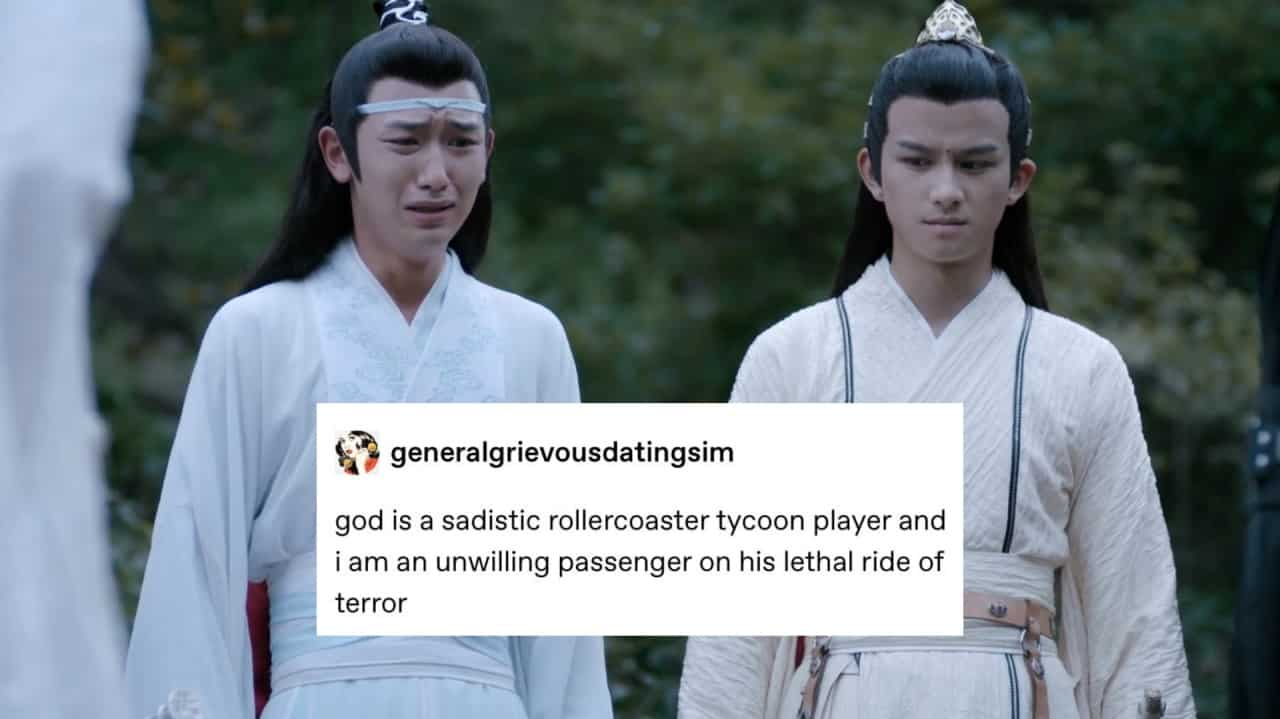 generalgrievousdatingsim
god is a sadistic rollercoaster tycoon player and
i am an unwilling passenger on his lethal ride of
terror